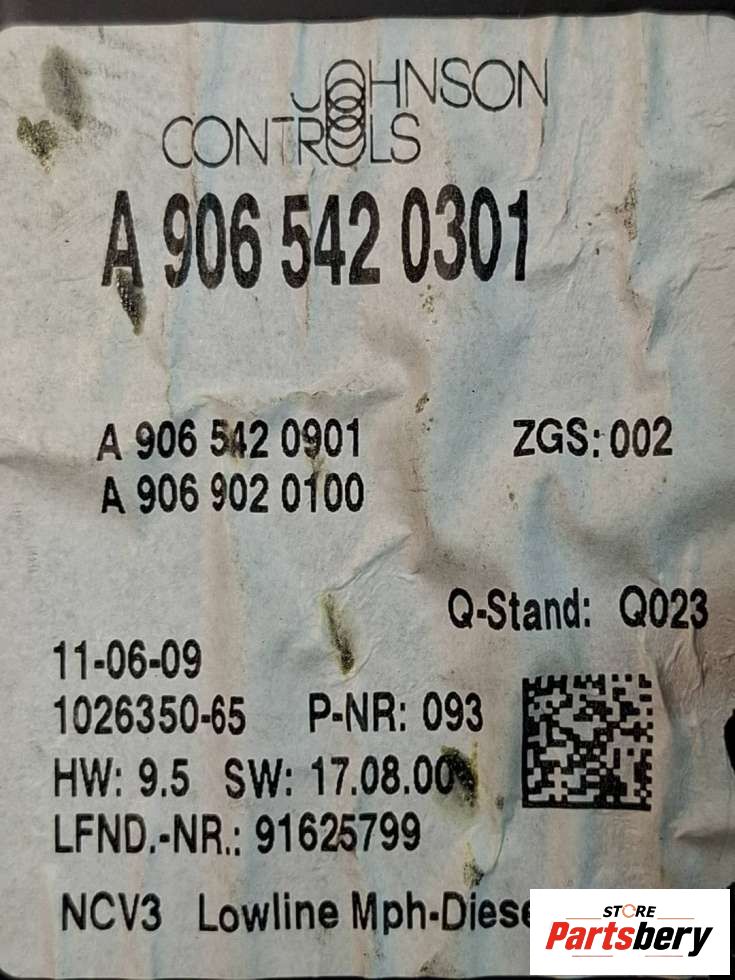 JOHNSON
CONTROLS
A 906 542 0301
A 906 542 0901 ZGS: 002
A 906 902 0100
Q-Stand: Q023
11-06-09
1026350-65 P-NR: 093
HW: 9.5 SW: 17.08.00
LFND.-NR.: 91625799
NCV3 Lowline Mph-Diese
STORE
Partsbery